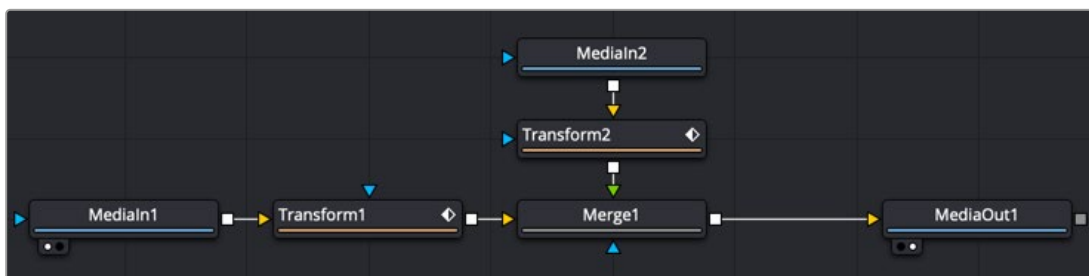 MediaIn2
Transform2
MediaIn1
Transform1
Merge1
MediaOut1